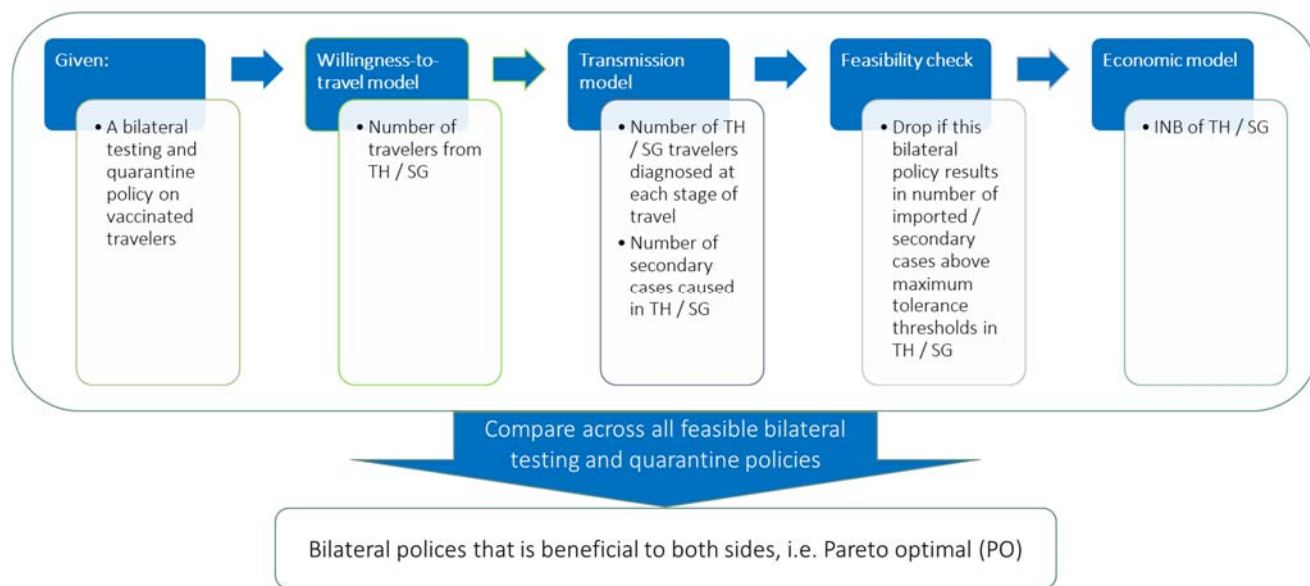 Given:
• A bilateral
testing and
quarantine
policy on
vaccinated
travelers
Willingness-to-
travel model
• Number of
travelers from
TH / SG
Transmission
model
• Number of TH
/ SG travelers
diagnosed at
each stage of
travel
• Number of
secondary
cases caused
in TH / SG
Feasibility check
• Drop if this
bilateral
policy results
in number of
imported /
secondary
cases above
maximum
tolerance
thresholds in
TH / SG
Economic model
• INB of TH / SG
Compare across all feasible bilateral
testing and quarantine policies
Bilateral polices that is beneficial to both sides, i.e. Pareto optimal (PO)